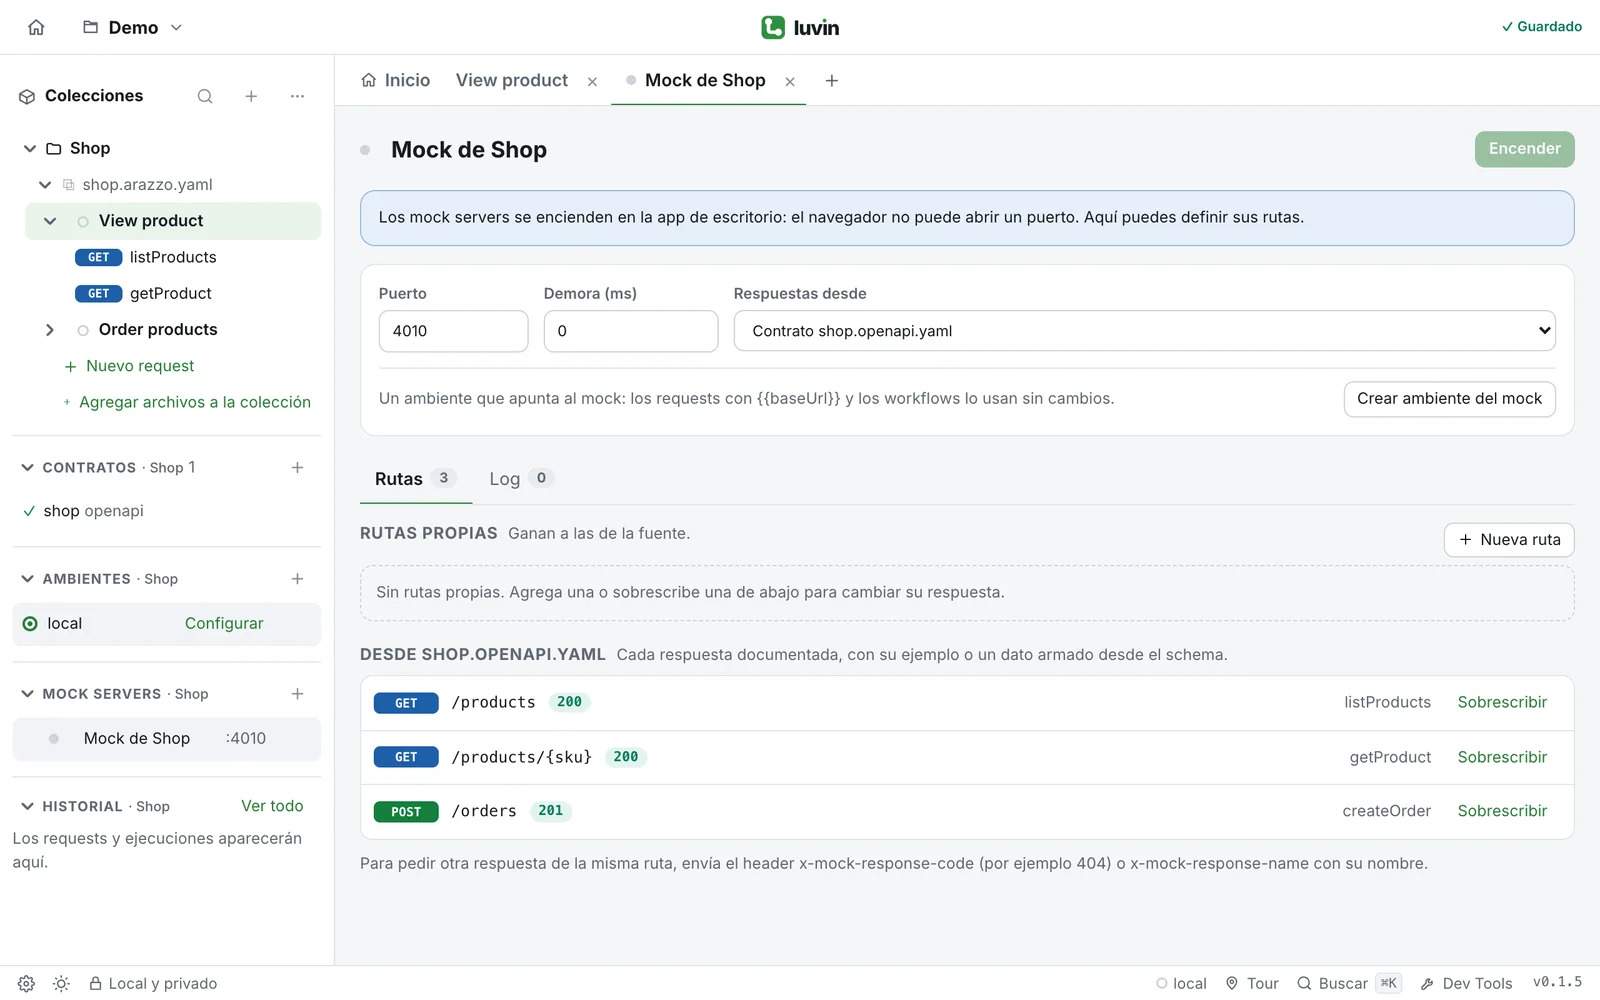 Demo
luvin
Guardado
Colecciones
Inicio
View product
Mock de Shop
Shop
shop.arazzo.yaml
View product
GET listProducts
GET getProduct
Order products
+ Nuevo request
+ Agregar archivos a la colección
CONTRATOS · Shop 1
shop openapi
AMBIENTES · Shop
local Configurar
MOCK SERVERS · Shop
Mock de Shop :4010
HISTORIAL · Shop Ver todo
Los requests y ejecuciones aparecerán
aquí.
Mock de Shop
Encender
Los mock servers se encienden en la app de escritorio: el navegador no puede abrir un puerto. Aquí puedes definir sus rutas.
Puerto Demora (ms) Respuestas desde
4010 0 Contrato shop.openapi.yaml
Un ambiente que apunta al mock: los requests con {{baseUrl}} y los workflows lo usan sin cambios. Crear ambiente del mock
Rutas 3 Log 0
RUTAS PROPIAS Ganan a las de la fuente.
+ Nueva ruta
Sin rutas propias. Agrega una o sobrescribe una de abajo para cambiar su respuesta.
DESDE SHOP.OPENAPI.YAML Cada respuesta documentada, con su ejemplo o un dato armado desde el schema.
GET /products 200 listProducts Sobrescribir
GET /products/{sku} 200 getProduct Sobrescribir
POST /orders 201 createOrder Sobrescribir
Para pedir otra respuesta de la misma ruta, envía el header x-mock-response-code (por ejemplo 404) o x-mock-response-name con su nombre.
Local y privado
local Tour Buscar ⌘K Dev Tools v0.1.5